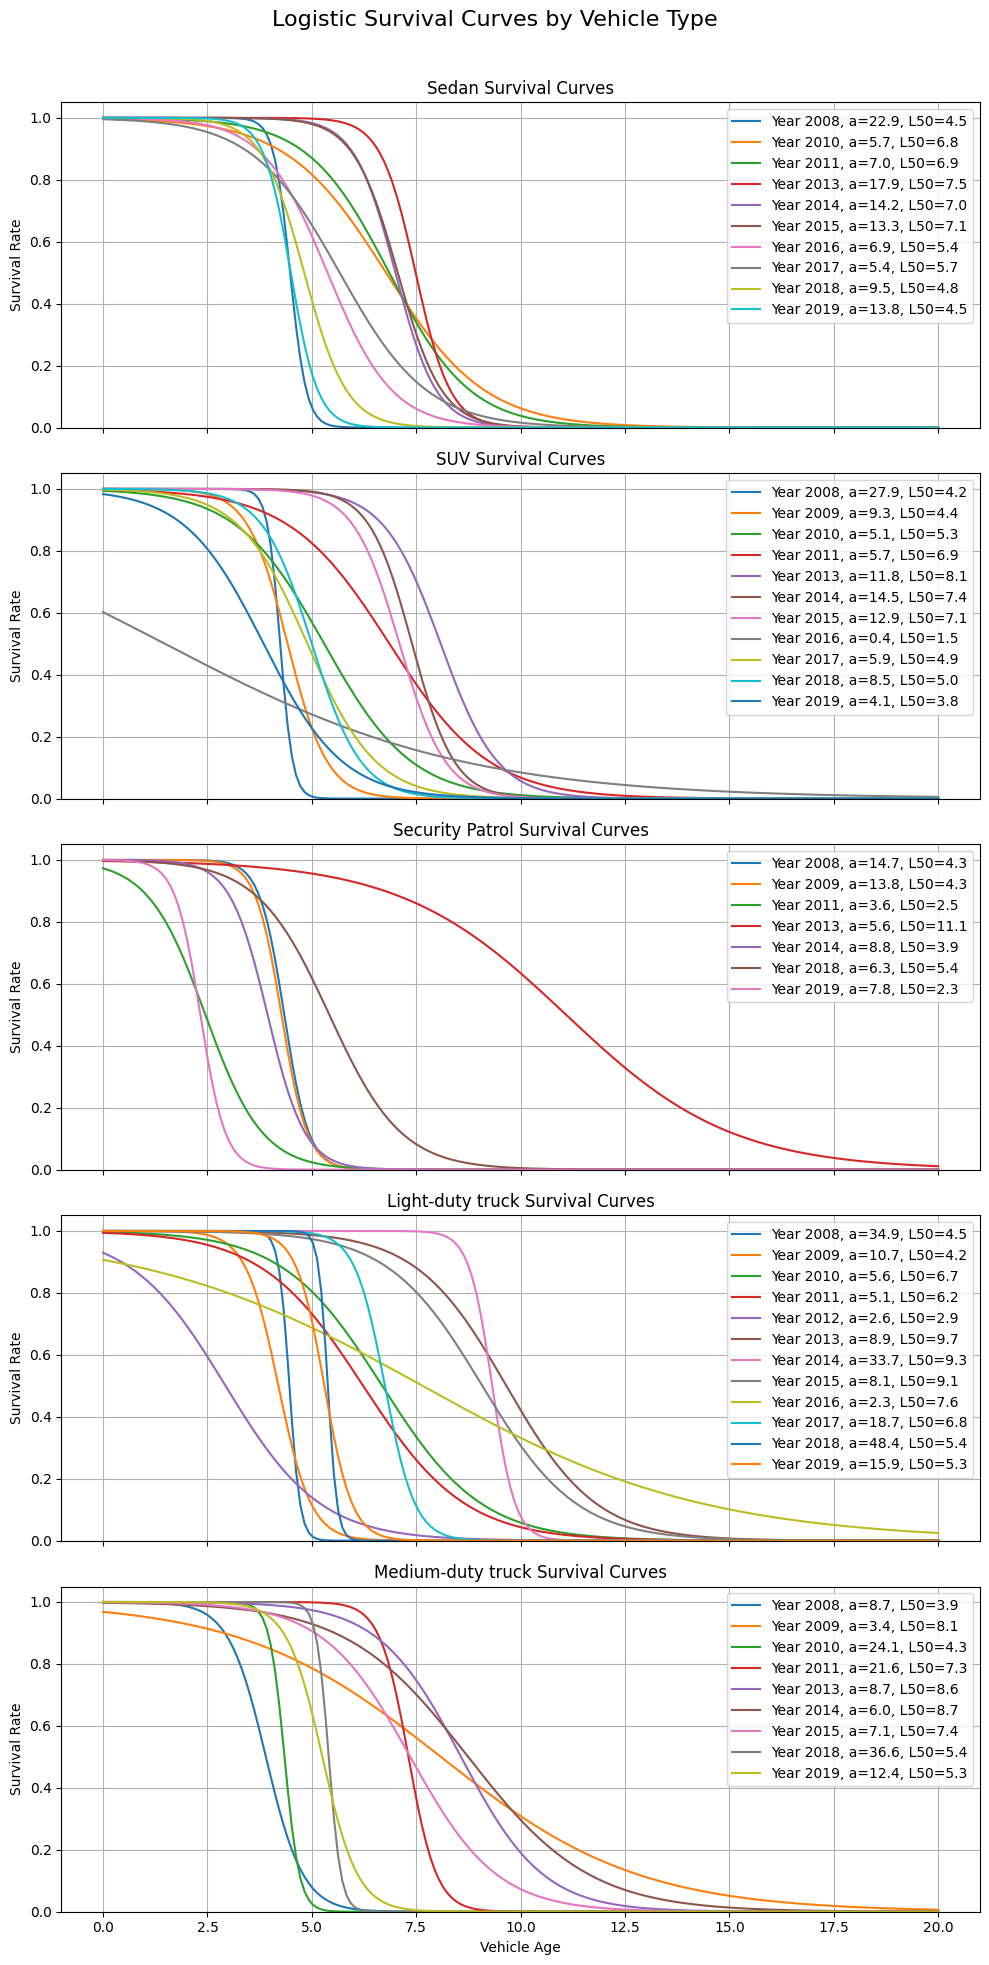 Logistic Survival Curves by Vehicle Type
Sedan Survival Curves
1.0
0.8
0.6
0.4
0.2
0.0
Survival Rate
Year 2008, a=22.9, L50=4.5
Year 2010, a=5.7, L50=6.8
Year 2011, a=7.0, L50=6.9
Year 2013, a=17.9, L50=7.5
Year 2014, a=14.2, L50=7.0
Year 2015, a=13.3, L50=7.1
Year 2016, a=6.9, L50=5.4
Year 2017, a=5.4, L50=5.7
Year 2018, a=9.5, L50=4.8
Year 2019, a=13.8, L50=4.5
SUV Survival Curves
1.0
0.8
0.6
0.4
0.2
0.0
Survival Rate
Year 2008, a=27.9, L50=4.2
Year 2009, a=9.3, L50=4.4
Year 2010, a=5.1, L50=5.3
Year 2011, a=5.7, L50=6.9
Year 2013, a=11.8, L50=8.1
Year 2014, a=14.5, L50=7.4
Year 2015, a=12.9, L50=7.1
Year 2016, a=0.4, L50=1.5
Year 2017, a=5.9, L50=4.9
Year 2018, a=8.5, L50=5.0
Year 2019, a=4.1, L50=3.8
Security Patrol Survival Curves
1.0
0.8
0.6
0.4
0.2
0.0
Survival Rate
Year 2008, a=14.7, L50=4.3
Year 2009, a=13.8, L50=4.3
Year 2011, a=3.6, L50=2.5
Year 2013, a=5.6, L50=11.1
Year 2014, a=8.8, L50=3.9
Year 2018, a=6.3, L50=5.4
Year 2019, a=7.8, L50=2.3
Light-duty truck Survival Curves
1.0
0.8
0.6
0.4
0.2
0.0
Survival Rate
Year 2008, a=34.9, L50=4.5
Year 2009, a=10.7, L50=4.2
Year 2010, a=5.6, L50=6.7
Year 2011, a=5.1, L50=6.2
Year 2012, a=2.6, L50=2.9
Year 2013, a=8.9, L50=9.7
Year 2014, a=33.7, L50=9.3
Year 2015, a=8.1, L50=9.1
Year 2016, a=2.3, L50=7.6
Year 2017, a=18.7, L50=6.8
Year 2018, a=48.4, L50=5.4
Year 2019, a=15.9, L50=5.3
Medium-duty truck Survival Curves
1.0
0.8
0.6
0.4
0.2
0.0
Survival Rate
Year 2008, a=8.7, L50=3.9
Year 2009, a=3.4, L50=8.1
Year 2010, a=24.1, L50=4.3
Year 2011, a=21.6, L50=7.3
Year 2013, a=8.7, L50=8.6
Year 2014, a=6.0, L50=8.7
Year 2015, a=7.1, L50=7.4
Year 2018, a=36.6, L50=5.4
Year 2019, a=12.4, L50=5.3
0.0 2.5 5.0 7.5 10.0 12.5 15.0 17.5 20.0
Vehicle Age